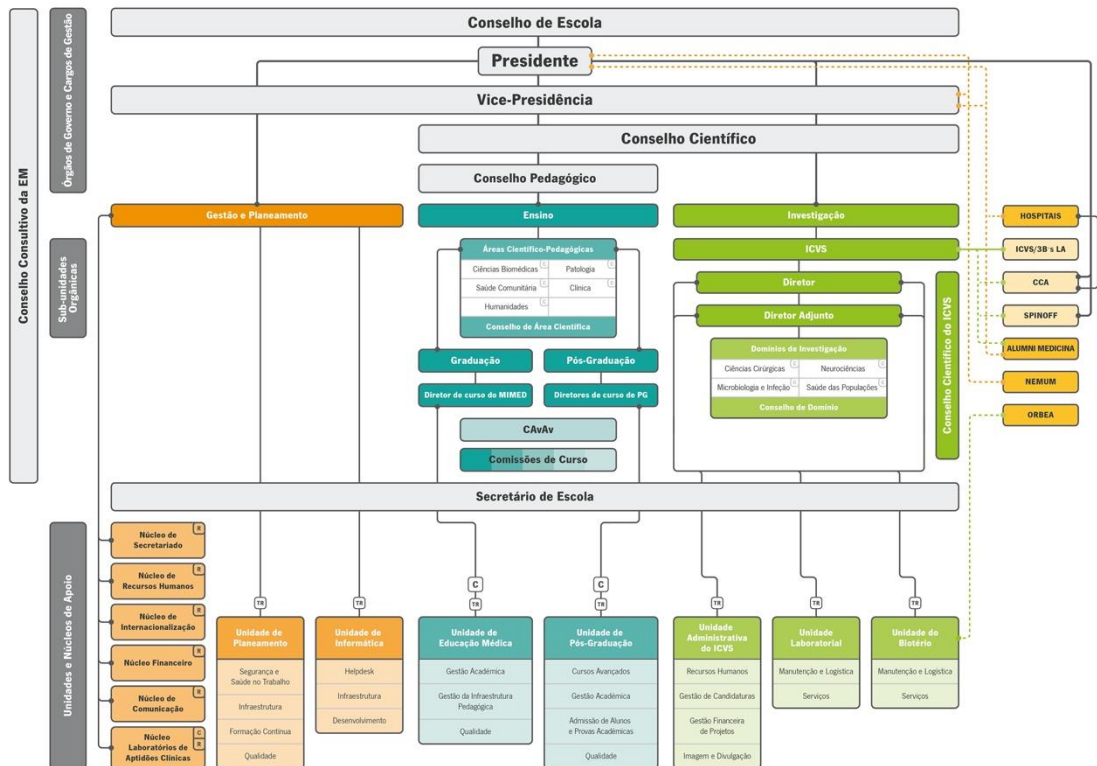 Conselho de Escola
Presidente
Vice-Presidência
Conselho Científico
Conselho Pedagógico
Conselho Consultivo da EM
Órgãos de Governo e Cargos de Gestão
Sub-unidades
Orgânicas
Unidades e Núcleos de Apoio
Gestão e Planeamento
Ensino
Investigação
Áreas Científico-Pedagógicas
Ciências Biomédicas
C
Patologia
C
Saúde Comunitária
C
Clínica
C
Humanidades
C
Conselho de Área Científica
Graduação
Pós-Graduação
Diretor de curso do MIMED
Diretores de curso de PG
CAvAv
Comissões de Curso
ICVS
Diretor
Diretor Adjunto
Domínios de Investigação
Ciências Cirúrgicas
C
Neurociências
C
Microbiologia e Infeção
C
Saúde das Populações
C
Conselho de Domínio
Conselho Científico do ICVS
HOSPITAIS
ICVS/3B's LA
CCA
SPINOFF
ALUMNI MEDICINA
NEMUM
ORBEA
Secretário de Escola
Núcleo de
Secretariado
R
Núcleo de
Recursos Humanos
R
Núcleo de
Internacionalização
R
Núcleo Financeiro
R
Núcleo de
Comunicação
R
Núcleo
Laboratórios de
Aptidões Clínicas
C
R
TR
Unidade de
Planeamento
Segurança e
Saúde no Trabalho
Infraestrutura
Formação Contínua
Qualidade
TR
Unidade de
Informática
Helpdesk
Infraestrutura
Desenvolvimento
C
TR
Unidade de
Educação Médica
Gestão Académica
Gestão da Infraestrutura
Pedagógica
Qualidade
C
TR
Unidade de
Pós-Graduação
Cursos Avançados
Gestão Académica
Admissão de Alunos
e Provas Académicas
Qualidade
TR
Unidade
Administrativa
do ICVS
Recursos Humanos
Gestão de Candidaturas
Gestão Financeira
de Projetos
Imagem e Divulgação
TR
Unidade
Laboratorial
Manutenção e Logística
Serviços
TR
Unidade do
Biotério
Manutenção e Logística
Serviços